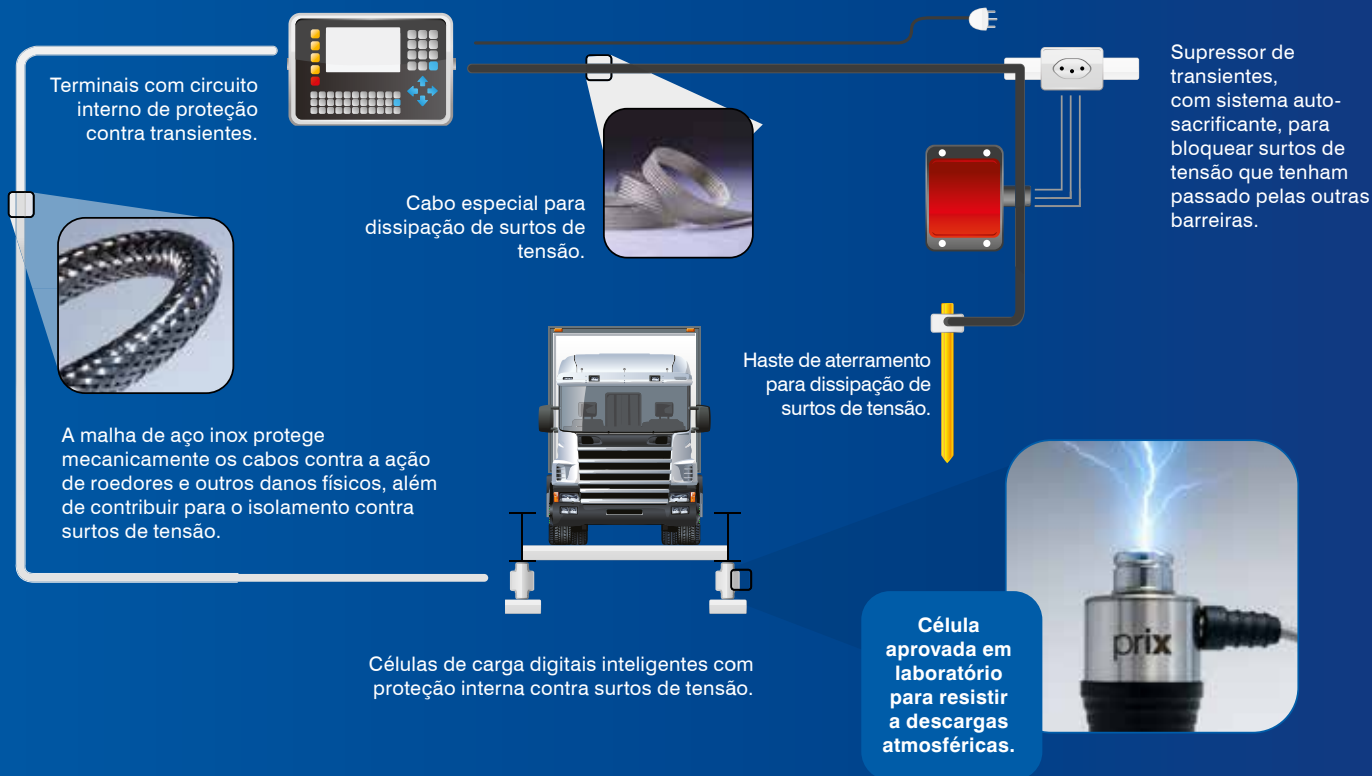 Terminais com circuito
interno de proteção
contra transientes.
Supressor de
transientes,
com sistema auto-
sacrificante, para
bloquear surtos de
tensão que tenham
passado pelas outras
barreiras.
Cabo especial para
dissipação de surtos de
tensão.
Haste de aterramento
para dissipação de
surtos de tensão.
A malha de aço inox protege
mecanicamente os cabos contra a ação
de roedores e outros danos físicos, além
de contribuir para o isolamento contra
surtos de tensão.
Células de carga digitais inteligentes com
proteção interna contra surtos de tensão.
Célula
aprovada em
laboratório
para resistir
a descargas
atmosféricas.
prix